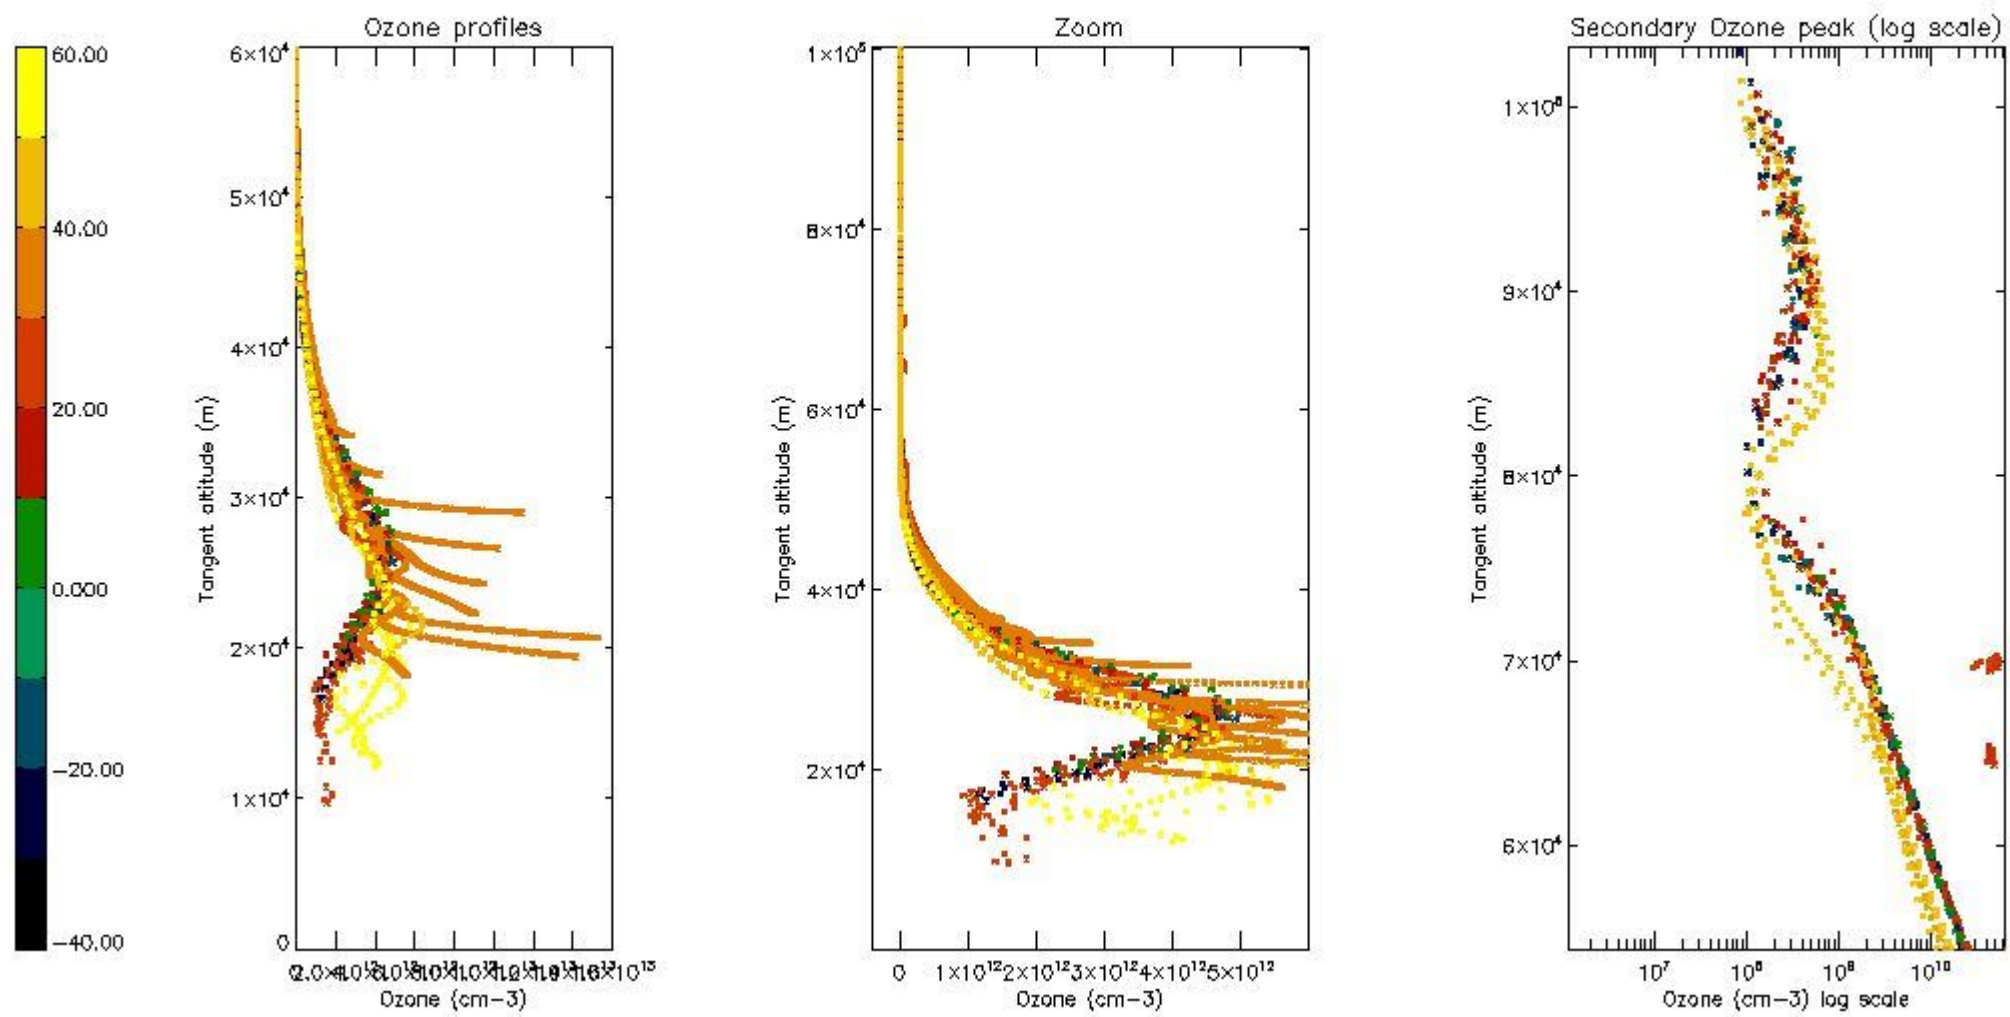 Ozone profiles
Zoom
Secondary Ozone peak (log scale)
60.00
40.00
20.00
0.000
−20.00
−40.00
6×10⁴
5×10⁴
4×10⁴
3×10⁴
2×10⁴
1×10⁴
0
Tangent altitude (m)
Ozone (cm−3)
1×10⁵
8×10⁴
6×10⁴
4×10⁴
2×10⁴
Tangent altitude (m)
0 1×10¹² 2×10¹² 3×10¹² 4×10¹² 5×10¹²
Ozone (cm−3)
1×10⁵
9×10⁴
8×10⁴
7×10⁴
6×10⁴
Tangent altitude (m)
10⁷ 10⁸ 10⁹ 10¹⁰
Ozone (cm−3) log scale